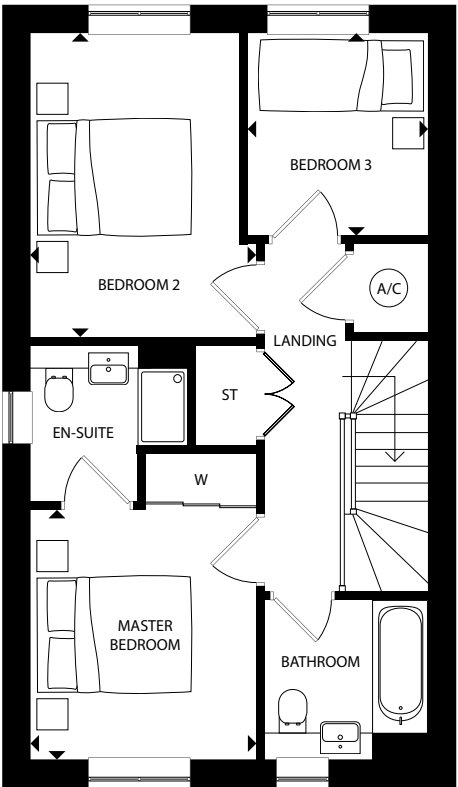 BEDROOM 3
BEDROOM 2
A/C
LANDING
ST
EN-SUITE
W
MASTER
BEDROOM
BATHROOM